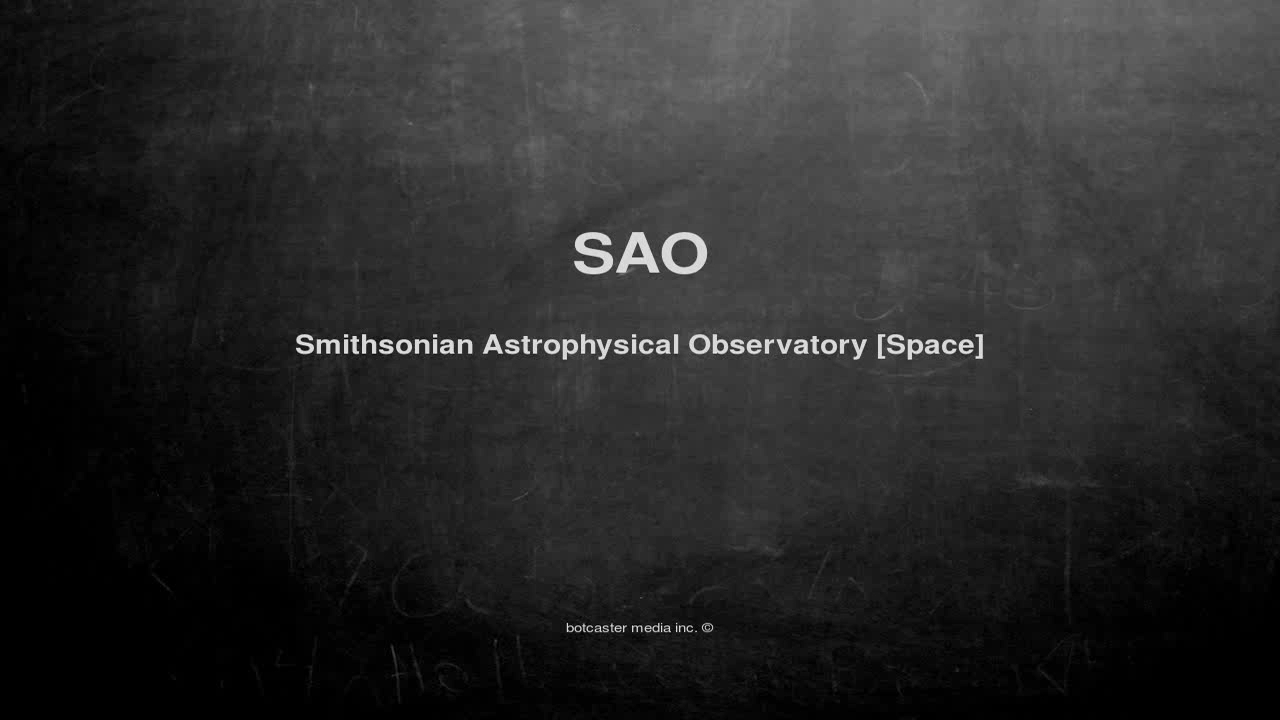 SAO
Smithsonian Astrophysical Observatory [Space]
botcaster media inc. ©